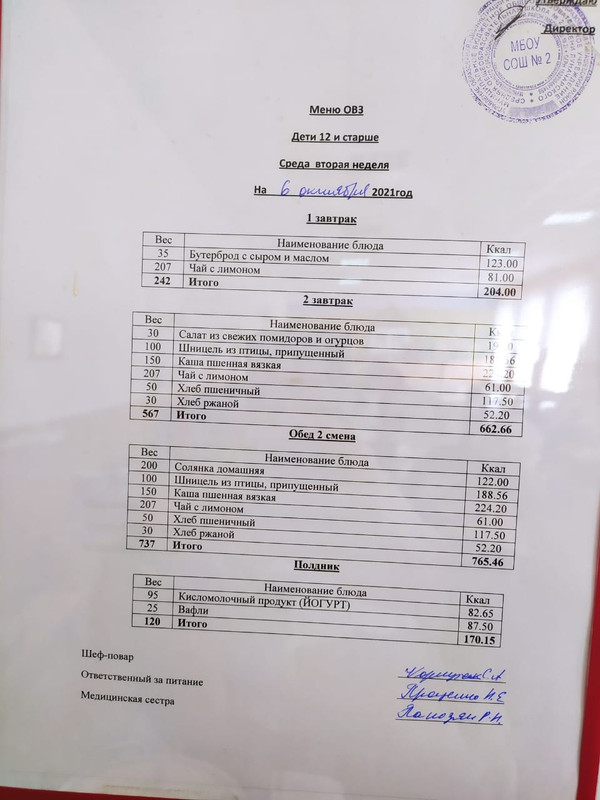 Утверждаю
Директор
МБОУ
СОШ № 2
Меню ОВЗ
Дети 12 и старше
Среда вторая неделя
На 6 октября 2021год
1 завтрак
Вес Наименование блюда Ккал
35 Бутерброд с сыром и маслом 123.00
207 Чай с лимоном 81.00
242 Итого 204.00
2 завтрак
Вес Наименование блюда
30 Салат из свежих помидоров и огурцов
100 Шницель из птицы, припущенный
150 Каша пшенная вязкая
207 Чай с лимоном 61.00
50 Хлеб пшеничный 117.50
30 Хлеб ржаной 52.20
567 Итого 662.66
Обед 2 смена
Вес Наименование блюда Ккал
200 Солянка домашняя 122.00
100 Шницель из птицы, припущенный 188.56
150 Каша пшенная вязкая 224.20
207 Чай с лимоном 61.00
50 Хлеб пшеничный 117.50
30 Хлеб ржаной 52.20
737 Итого 765.46
Полдник
Вес Наименование блюда Ккал
95 Кисломолочный продукт (ЙОГУРТ) 82.65
25 Вафли 87.50
120 Итого 170.15
Шеф-повар
Ответственный за питание Проценко Н.Е
Медицинская сестра Папозян Р.Н.